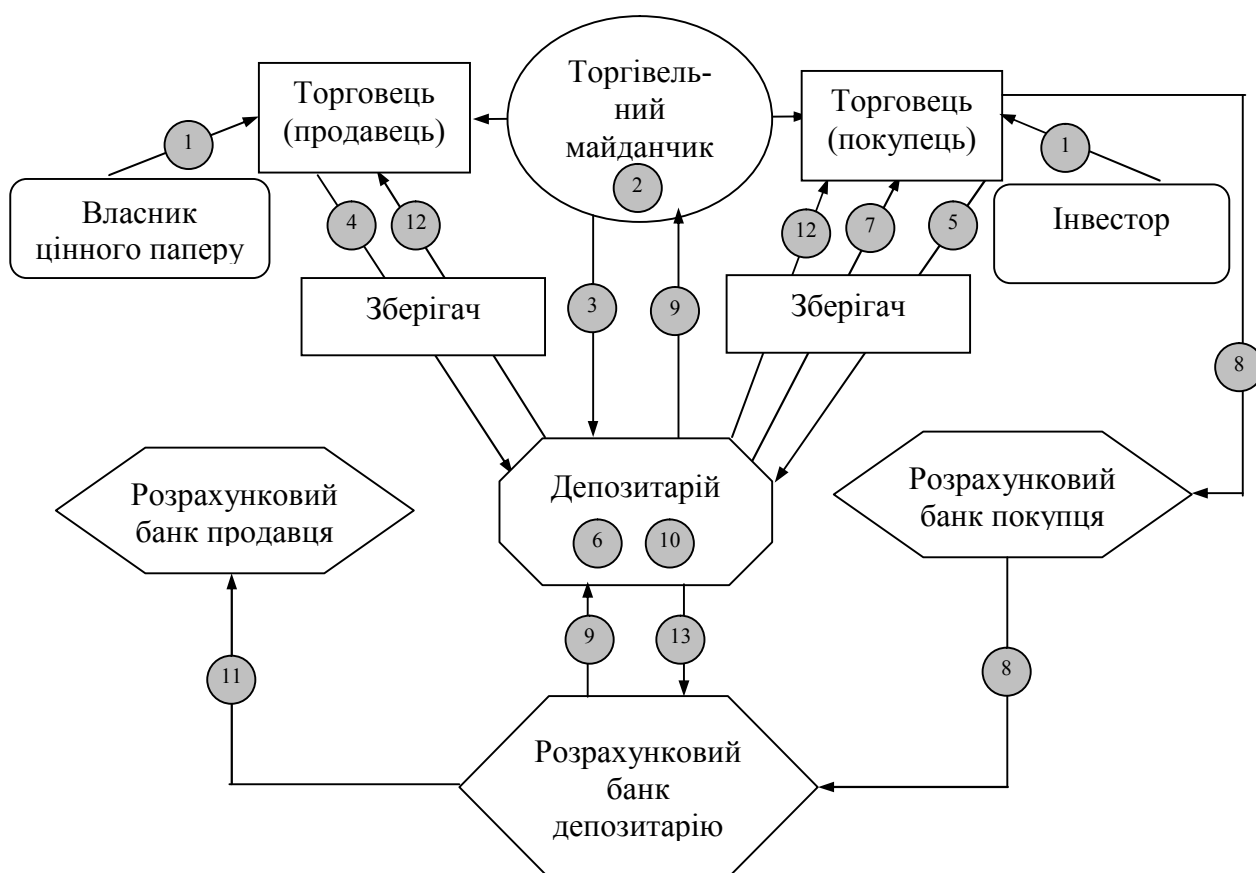 Торгівель-
ний
майданчик
2
Торговець
(продавець)
Торговець
(покупець)
1
1
Власник
цінного паперу
Інвестор
4
12
12
7
5
Зберігач
3
9
Зберігач
8
Депозитарій
6
10
Розрахунковий
банк продавця
Розрахунковий
банк покупця
9
13
11
8
Розрахунковий
банк
депозитарію